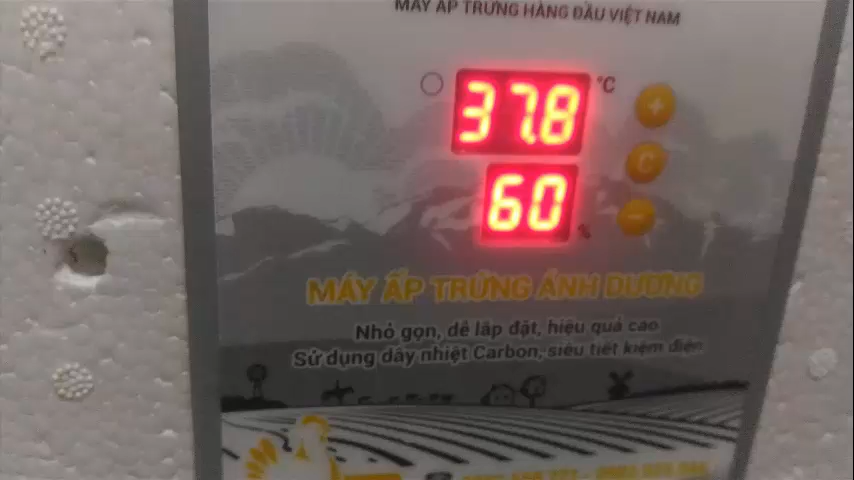 MÁY ẤP TRỨNG HÀNG ĐẦU VIỆT NAM
37.8 °C
+
C
60 %
-
MÁY ẤP TRỨNG ÁNH DƯƠNG
Nhỏ gọn, dễ lắp đặt, hiệu quả cao
Sử dụng dây nhiệt Carbon, siêu tiết kiệm điện